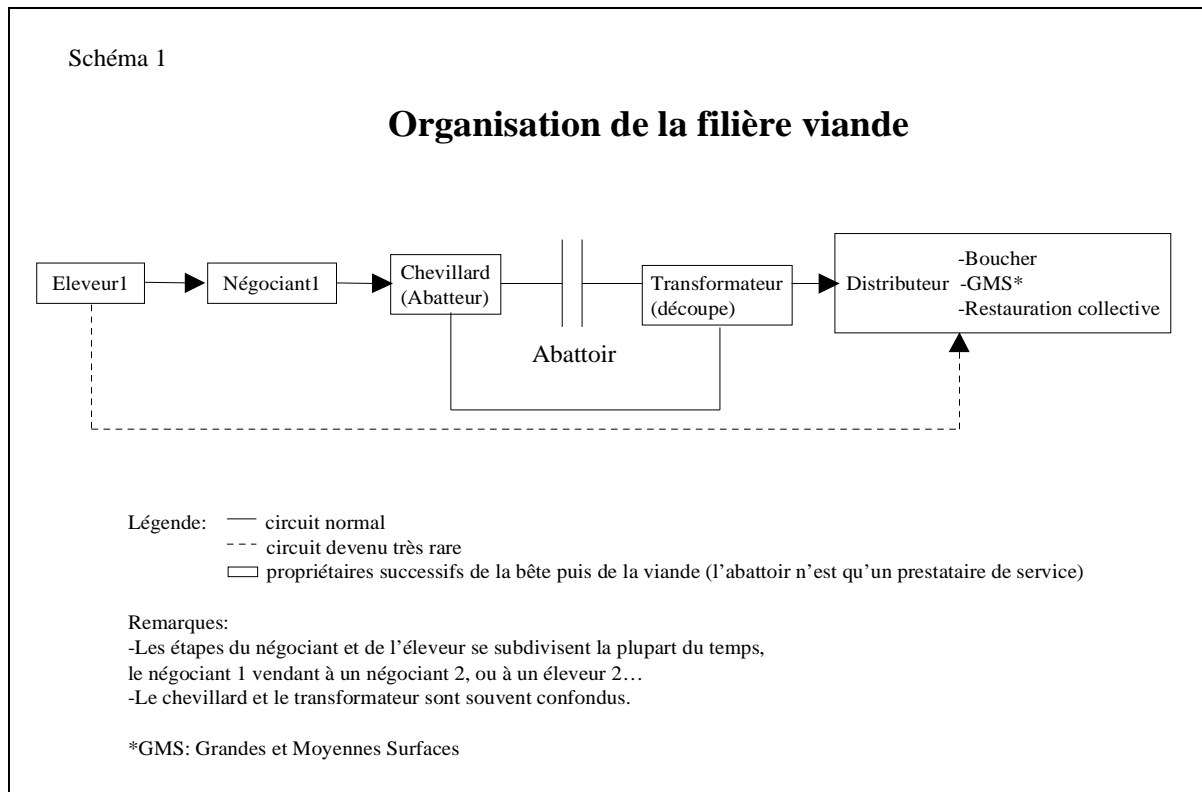 Schéma 1
Organisation de la filière viande
Eleveur1
Négociant1
Chevillard
(Abatteur)
Abattoir
Transformateur
(découpe)
Distributeur
-Boucher
-GMS*
-Restauration collective
Légende:
circuit normal
circuit devenu très rare
propriétaires successifs de la bête puis de la viande (l’abattoir n’est qu’un prestataire de service)
Remarques:
-Les étapes du négociant et de l’éleveur se subdivisent la plupart du temps,
le négociant 1 vendant à un négociant 2, ou à un éleveur 2…
-Le chevillard et le transformateur sont souvent confondus.
*GMS: Grandes et Moyennes Surfaces